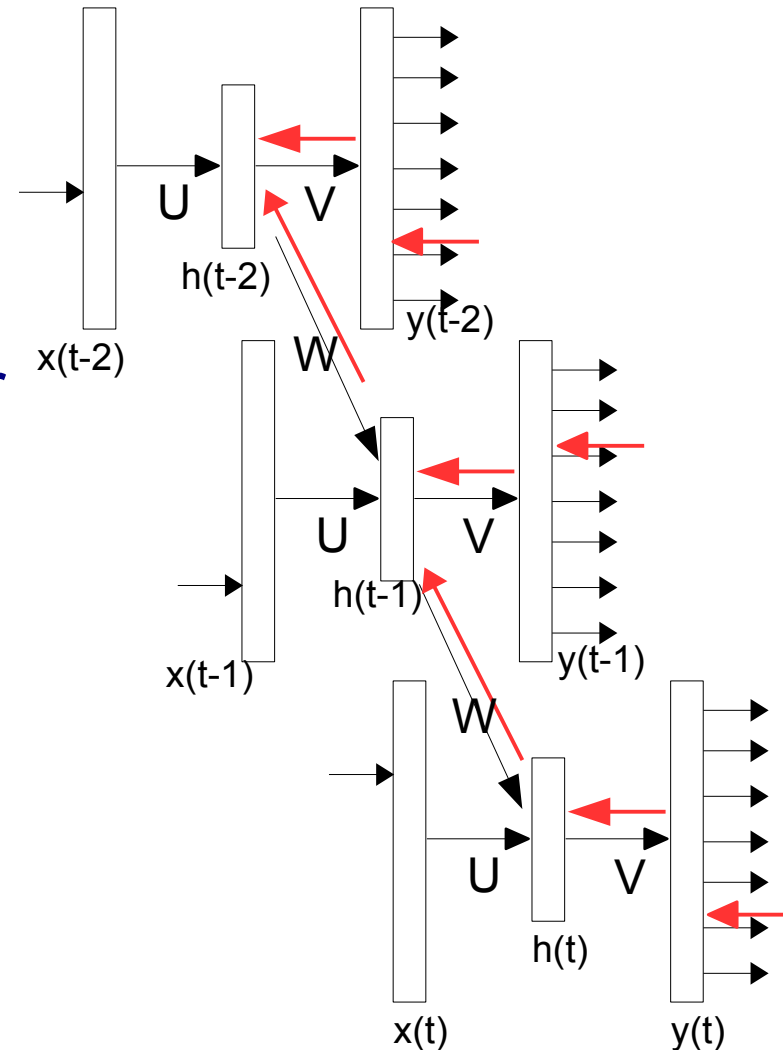 U
V
h(t-2)
y(t-2)
x(t-2)
W
U
V
h(t-1)
y(t-1)
x(t-1)
W
U
V
h(t)
x(t)
y(t)